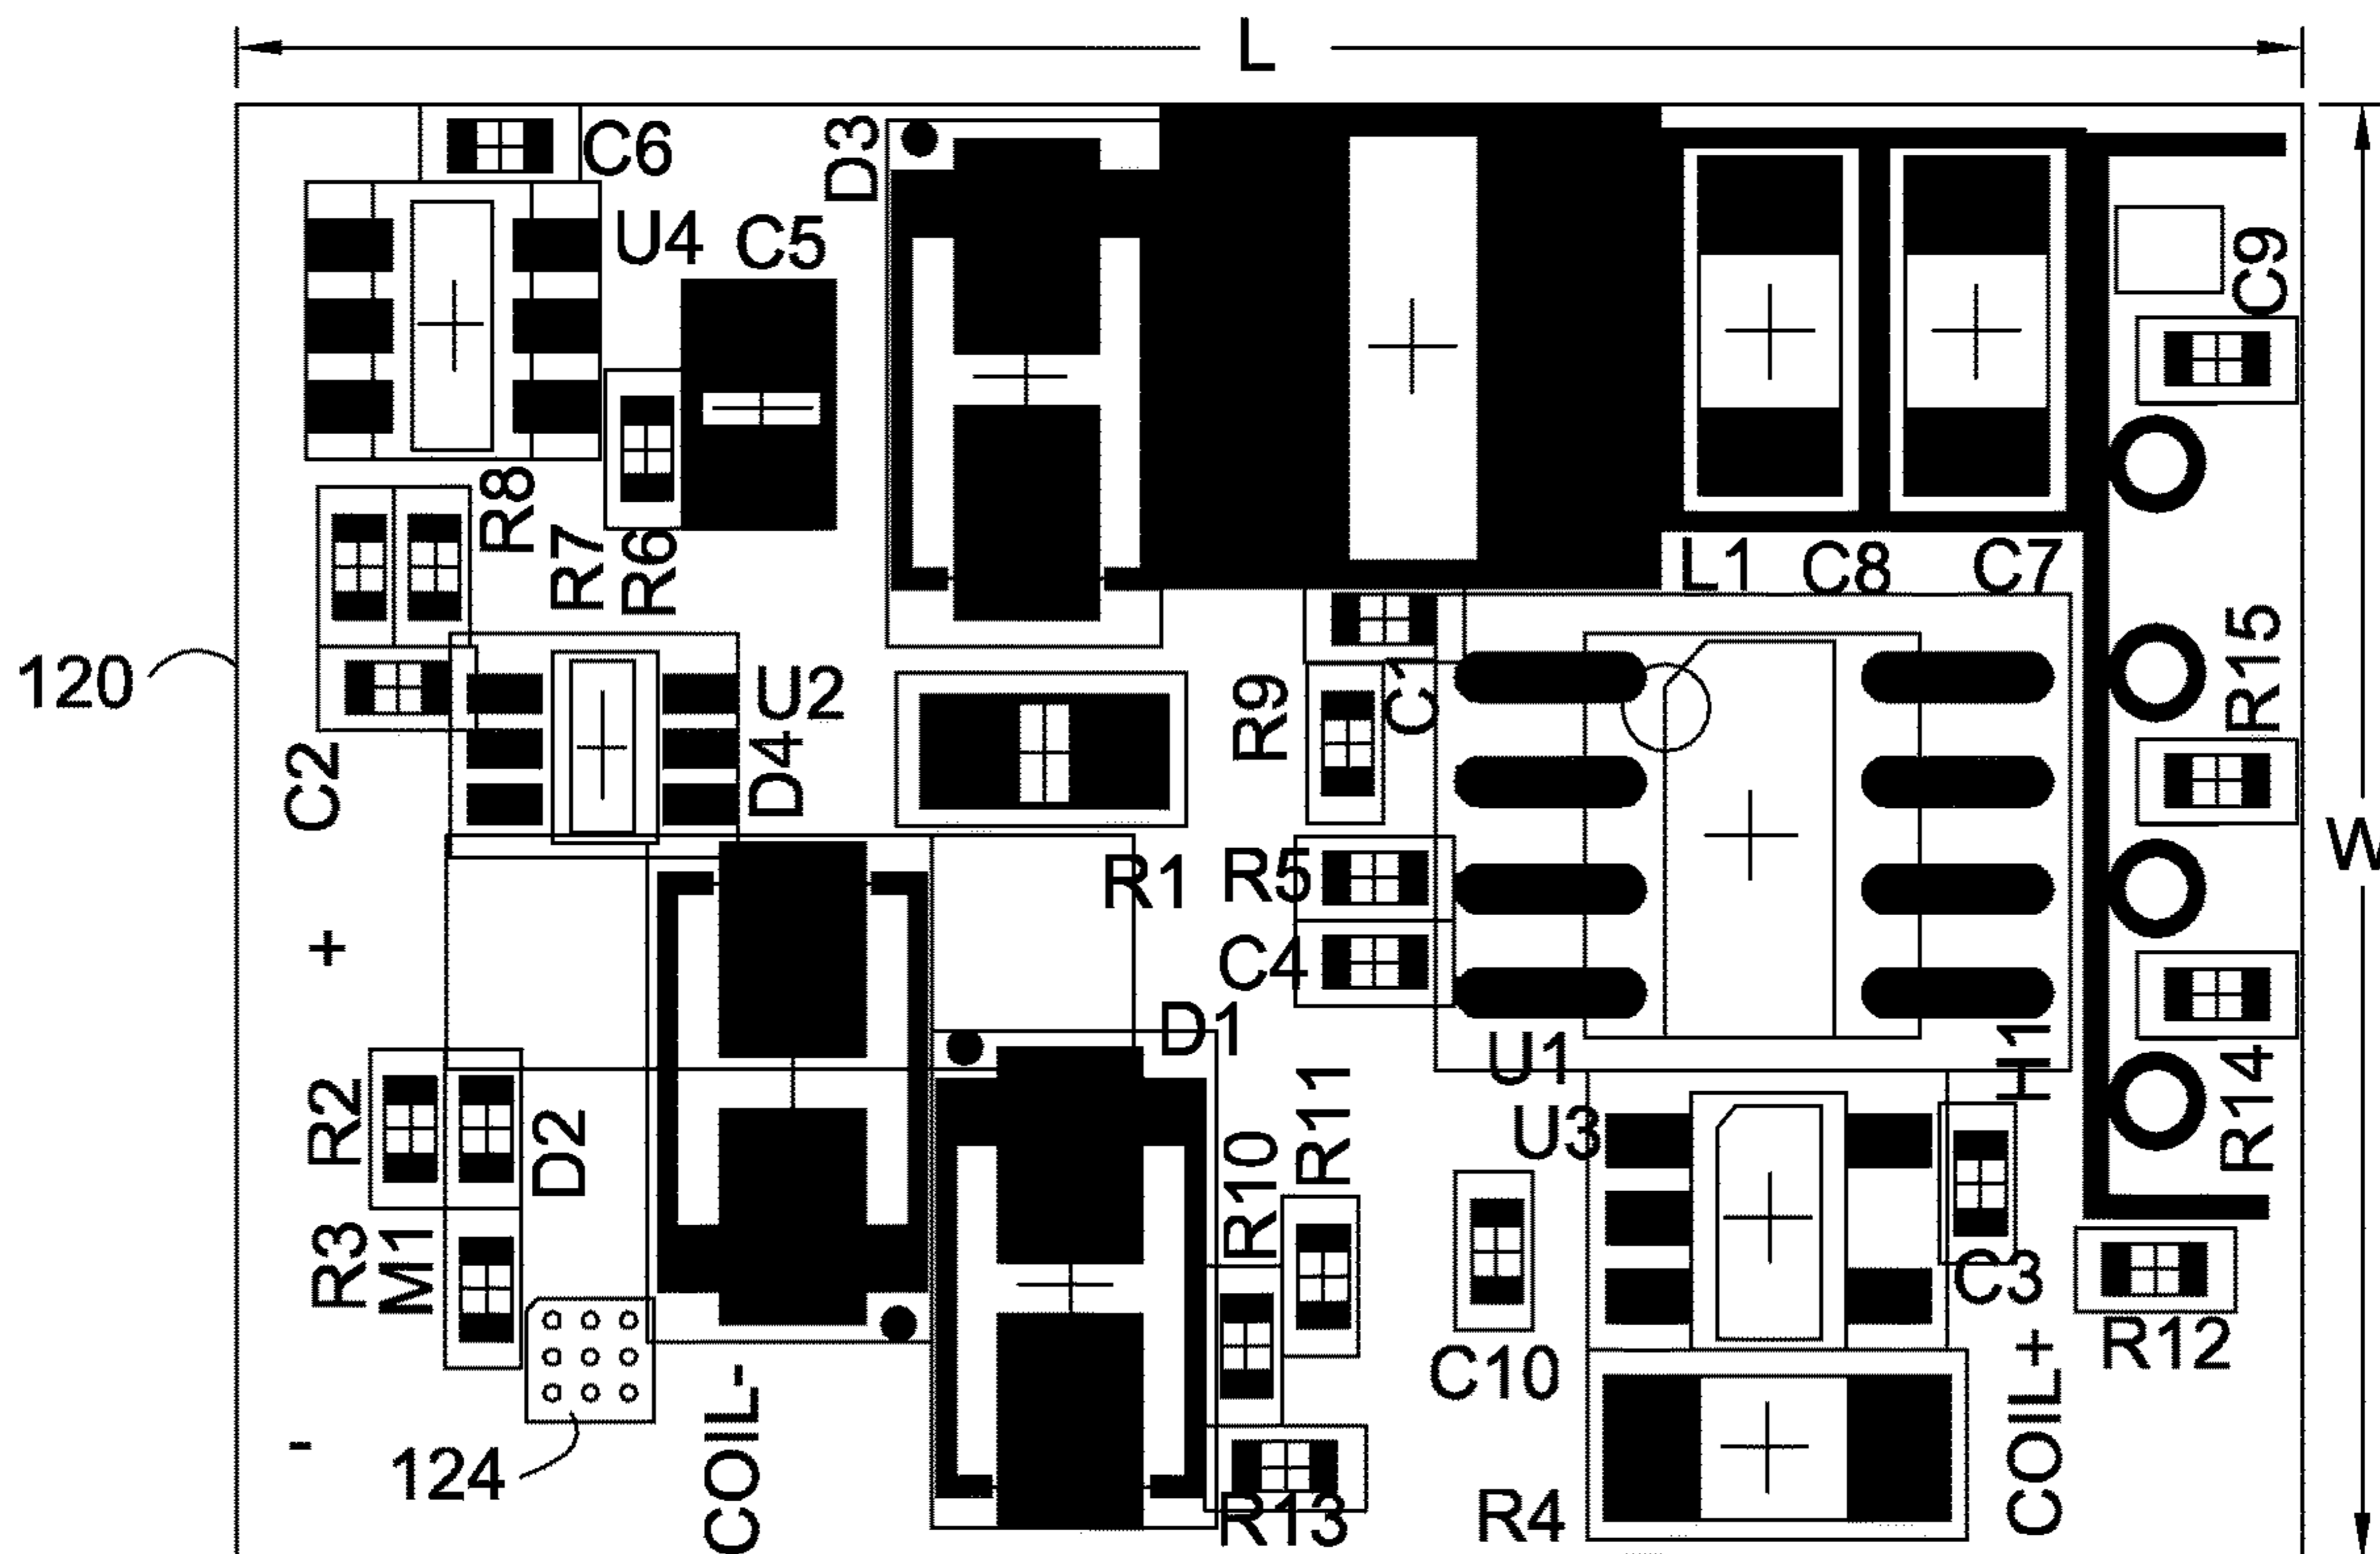 L
C6
D3
U4
C5
C9
R8
R7
R6
L1
C8
C7
120
U2
D4
R9
C1
R15
C2
W
R1
R5
+
C4
D1
U1
H1
R2
D2
R11
U3
R14
R10
R3
M1
C3
C10
R12
-
124
COIL-
COIL+
R13
R4